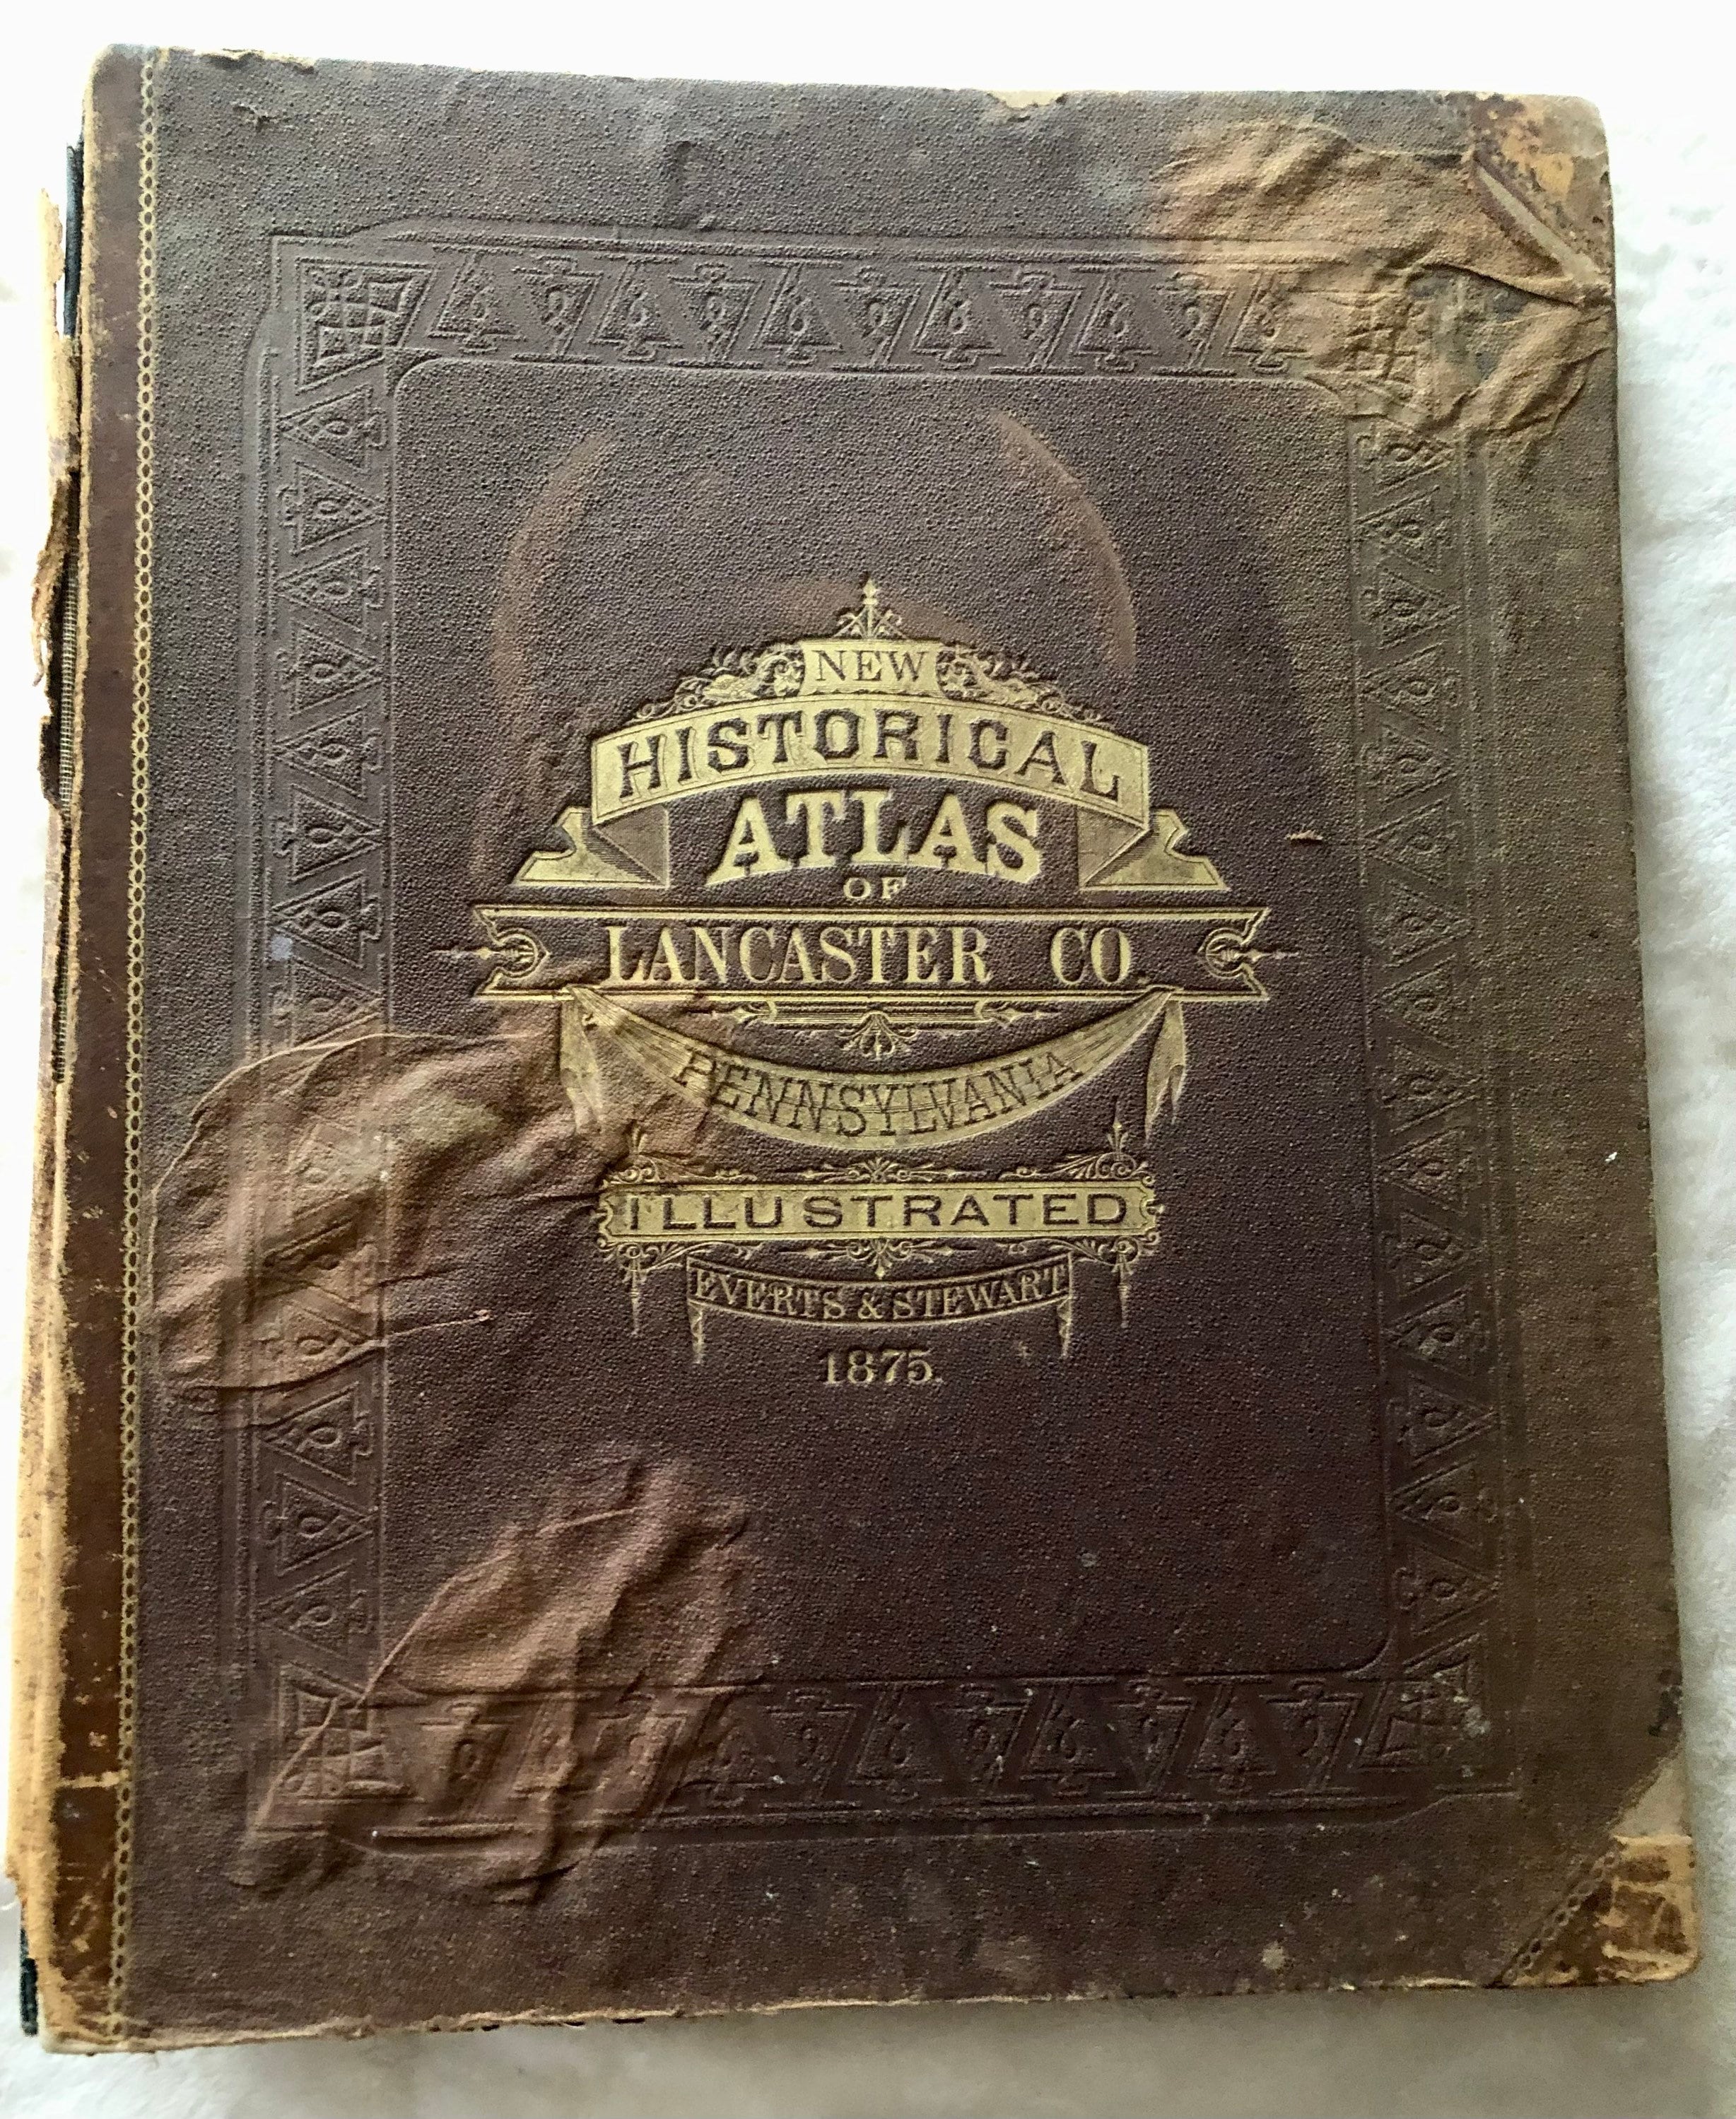 NEW
HISTORICAL
ATLAS
OF
LANCASTER CO.
PENNSYLVANIA
ILLUSTRATED
EVERTS & STEWART
1875.